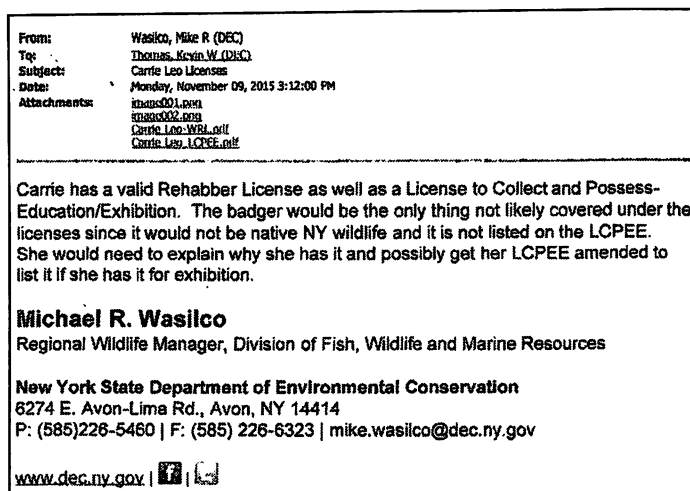 From: Wasilco, Mike R (DEC)
To: Thomas, Kevin W (DEC)
Subject: Carrie Leo Licenses
Date: Monday, November 09, 2015 3:12:00 PM
Attachments: image001.png
image002.png
Carrie Leo-WRL.pdf
Carrie Leo_LCPEE.pdf
Carrie has a valid Rehabber License as well as a License to Collect and Possess-
Education/Exhibition. The badger would be the only thing not likely covered under the
licenses since it would not be native NY wildlife and it is not listed on the LCPEE.
She would need to explain why she has it and possibly get her LCPEE amended to
list it if she has it for exhibition.
Michael R. Wasilco
Regional Wildlife Manager, Division of Fish, Wildlife and Marine Resources
New York State Department of Environmental Conservation
6274 E. Avon-Lima Rd., Avon, NY 14414
P: (585)226-5460 | F: (585) 226-6323 | mike.wasilco@dec.ny.gov
www.dec.ny.gov | f |